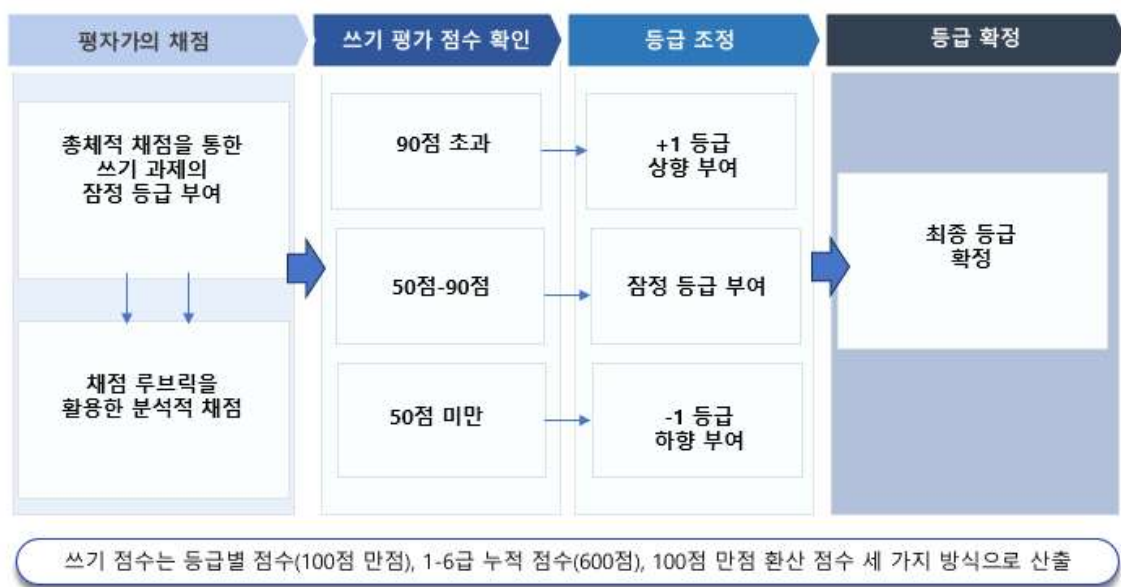 평자가의 채점
쓰기 평가 점수 확인
등급 조정
등급 확정
총체적 채점을 통한
쓰기 과제의
잠정 등급 부여
채점 루브릭을
활용한 분석적 채점
90점 초과
50점-90점
50점 미만
+1 등급
상향 부여
잠정 등급 부여
-1 등급
하향 부여
최종 등급
확정
쓰기 점수는 등급별 점수(100점 만점), 1-6급 누적 점수(600점), 100점 만점 환산 점수 세 가지 방식으로 산출